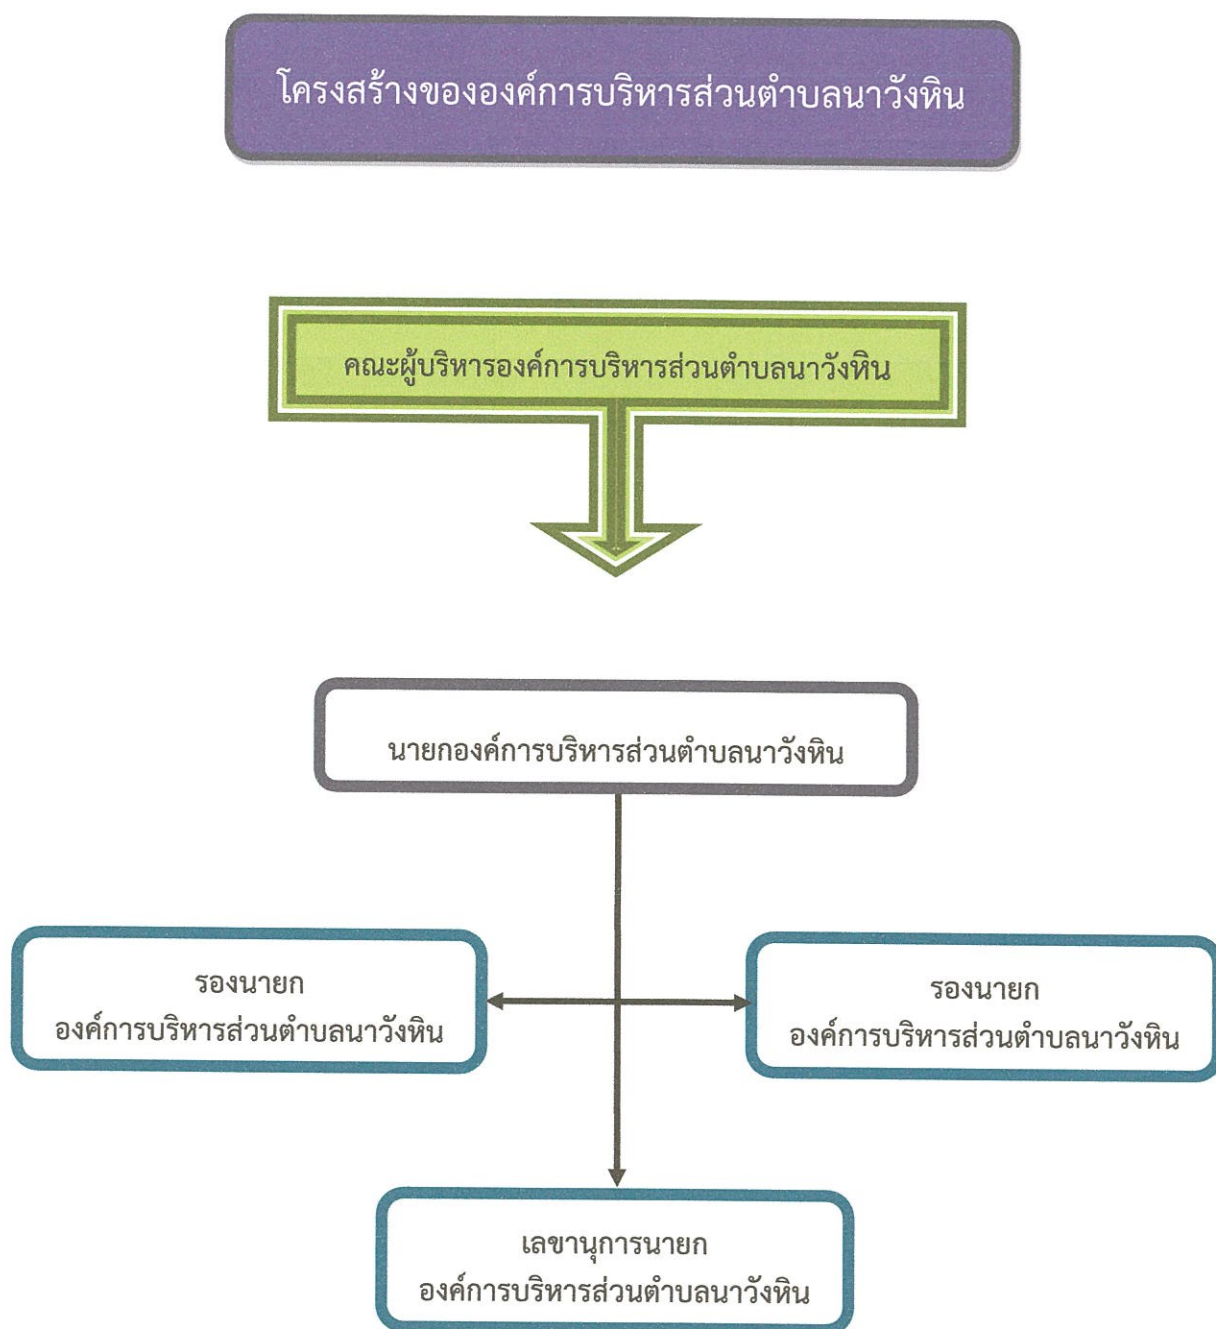 โครงสร้างขององค์การบริหารส่วนตำบลนาวังหิน
คณะผู้บริหารองค์การบริหารส่วนตำบลนาวังหิน
นายกองค์การบริหารส่วนตำบลนาวังหิน
รองนายก
องค์การบริหารส่วนตำบลนาวังหิน
รองนายก
องค์การบริหารส่วนตำบลนาวังหิน
เลขานุการนายก
องค์การบริหารส่วนตำบลนาวังหิน